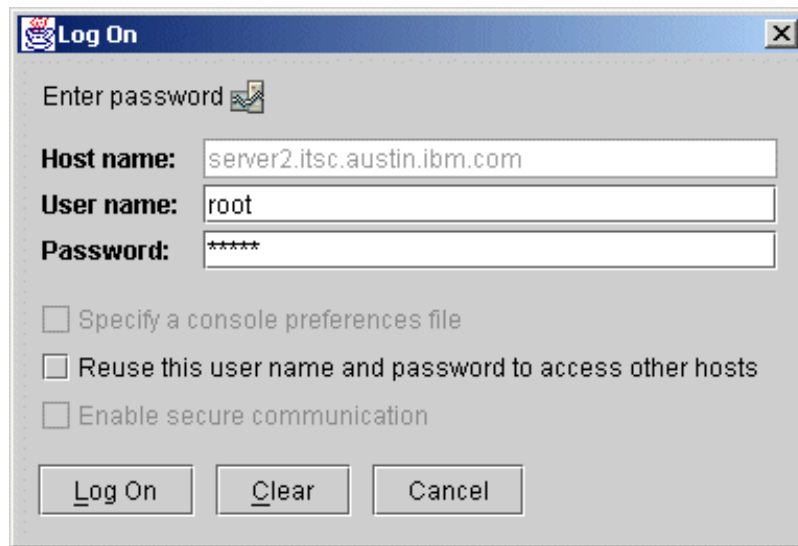 Log On
Enter password
Host name: server2.itsc.austin.ibm.com
User name: root
Password: *****
Specify a console preferences file
Reuse this user name and password to access other hosts
Enable secure communication
Log On Clear Cancel